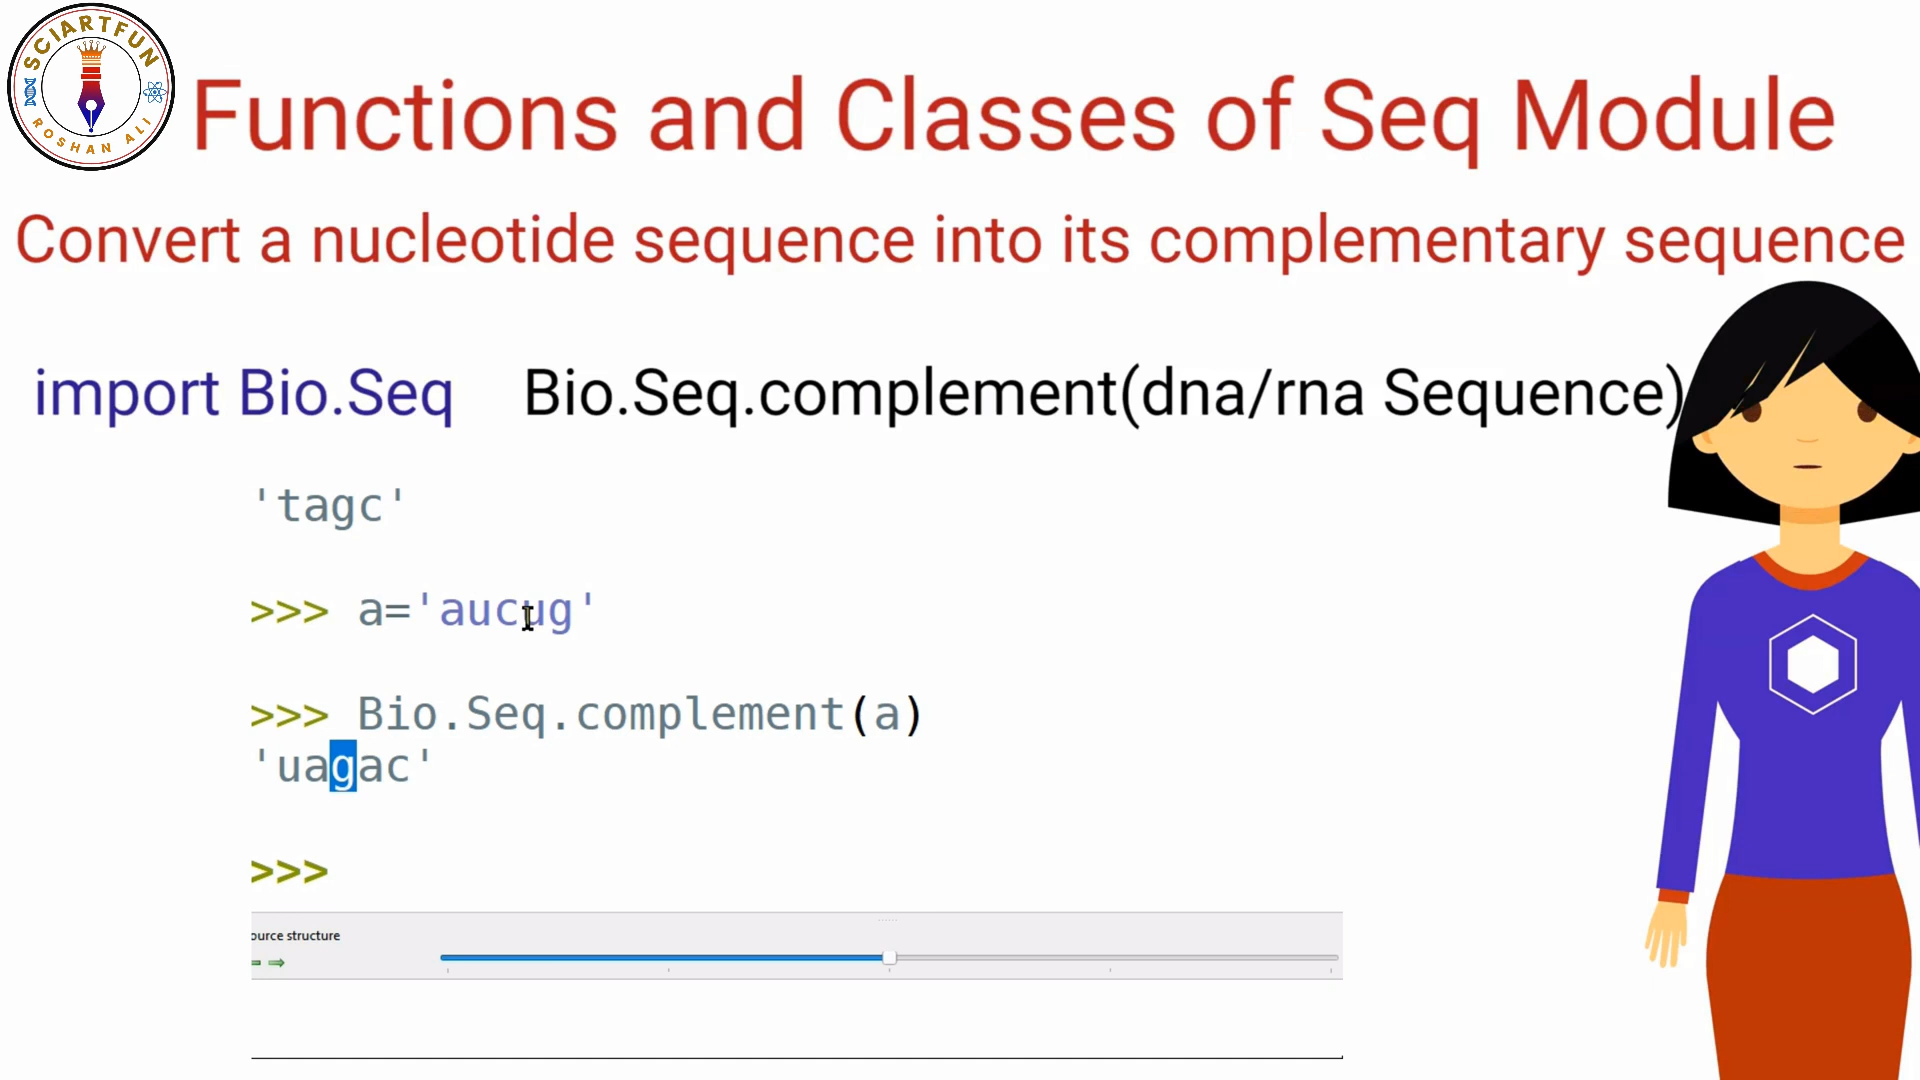 SCIARTFUN
ROSHAN ALI
Functions and Classes of Seq Module
Convert a nucleotide sequence into its complementary sequence
import Bio.Seq Bio.Seq.complement(dna/rna Sequence)
'tagc'
>>> a='aucug'
>>> Bio.Seq.complement(a)
'uagac'
>>>
ource structure